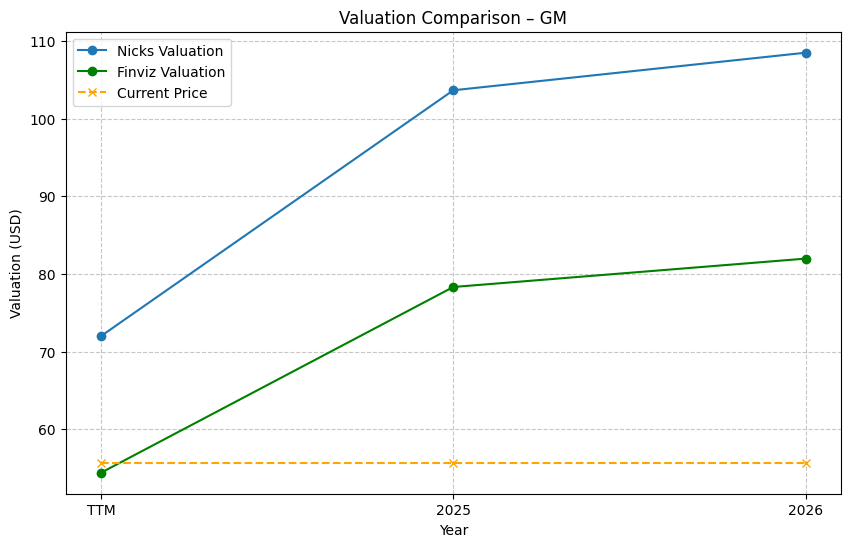 Valuation Comparison – GM
Nicks Valuation
Finviz Valuation
Current Price
110
100
90
80
70
60
Valuation (USD)
TTM
2025
2026
Year